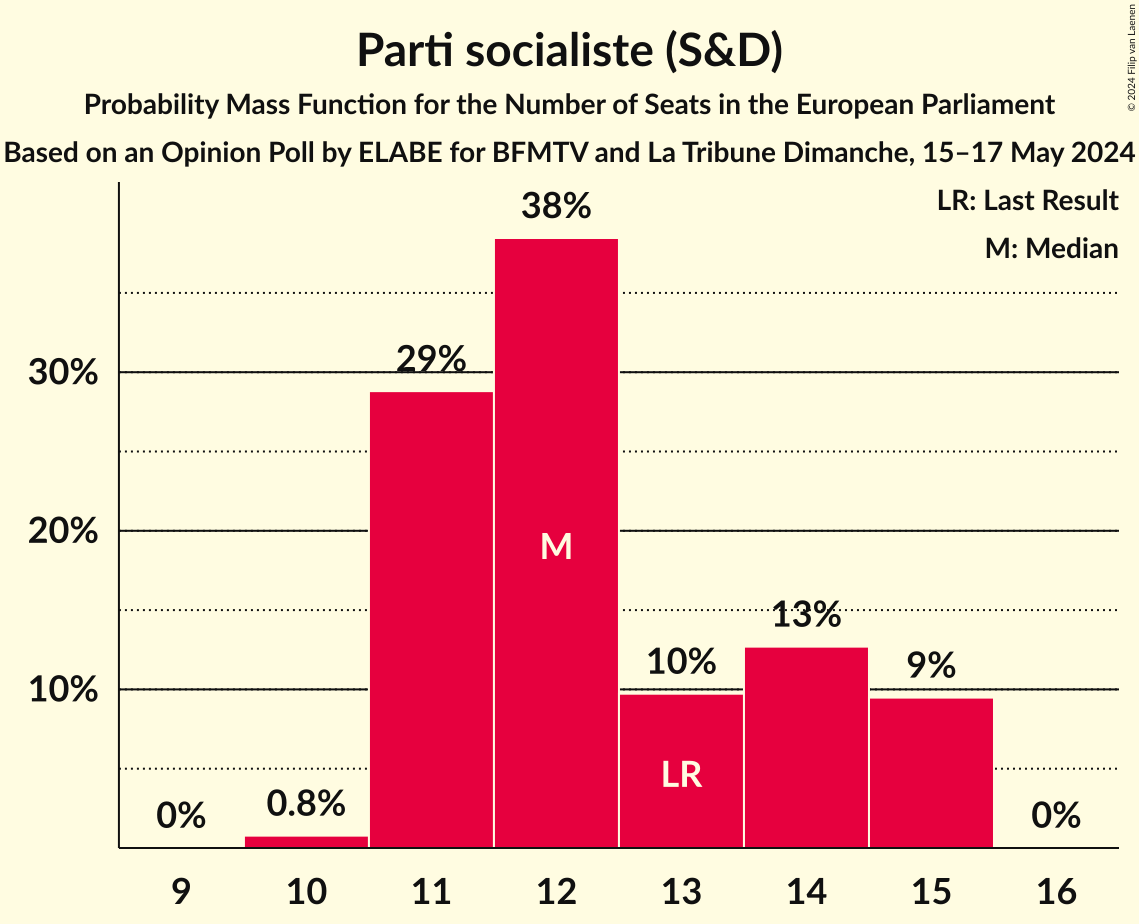 Parti socialiste (S&D)
Probability Mass Function for the Number of Seats in the European Parliament
Based on an Opinion Poll by ELABE for BFMTV and La Tribune Dimanche, 15–17 May 2024
© 2024 Filip van Laenen
LR: Last Result
M: Median
38%
29%
30%
20%
M
13%
10%
9%
10%
LR
0%
0.8%
0%
9 10 11 12 13 14 15 16